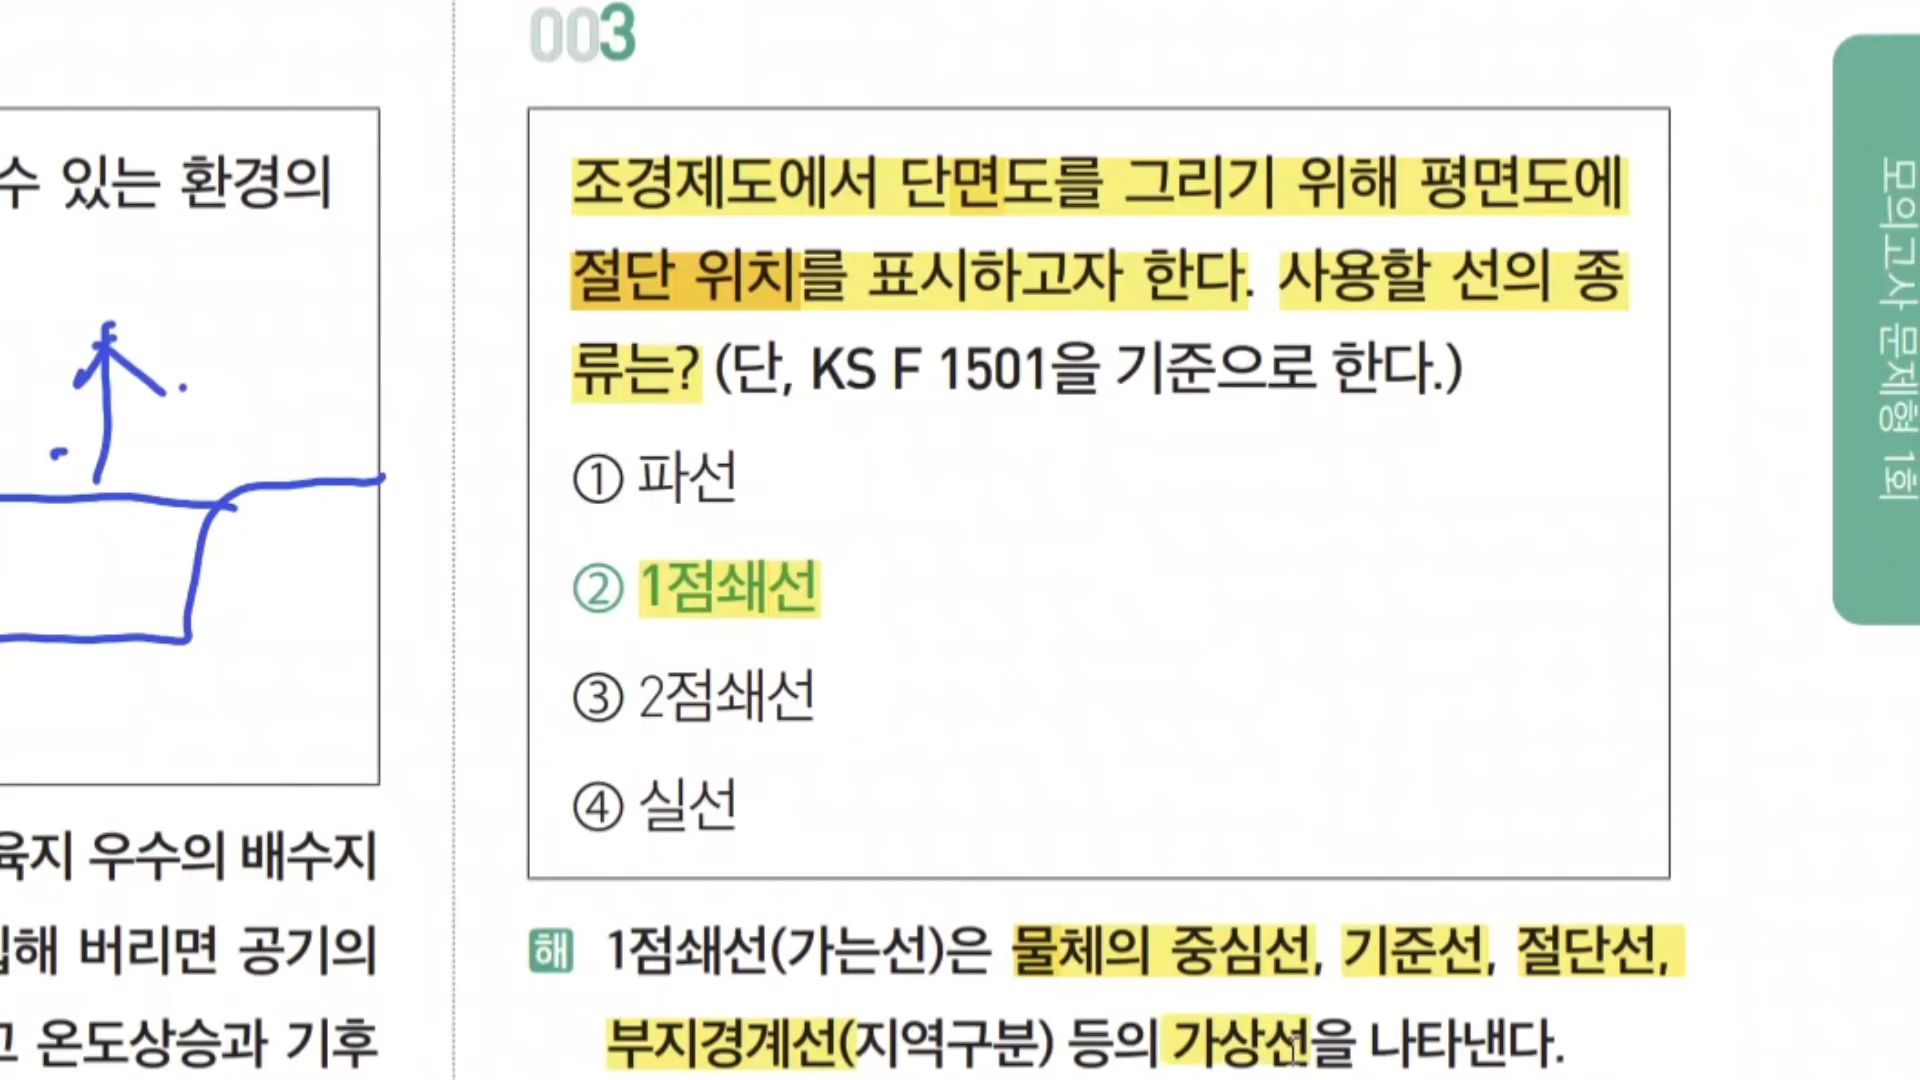 수 있는 환경의
육지 우수의 배수지
버리면 공기의
온도상승과 기후
003
조경제도에서 단면도를 그리기 위해 평면도에
절단 위치를 표시하고자 한다. 사용할 선의 종
류는? (단, KS F 1501을 기준으로 한다.)
① 파선
② 1점쇄선
③ 2점쇄선
④ 실선
해 1점쇄선(가는선)은 물체의 중심선, 기준선, 절단선,
부지경계선(지역구분) 등의 가상선을 나타낸다.
모의고사 문제형 1회